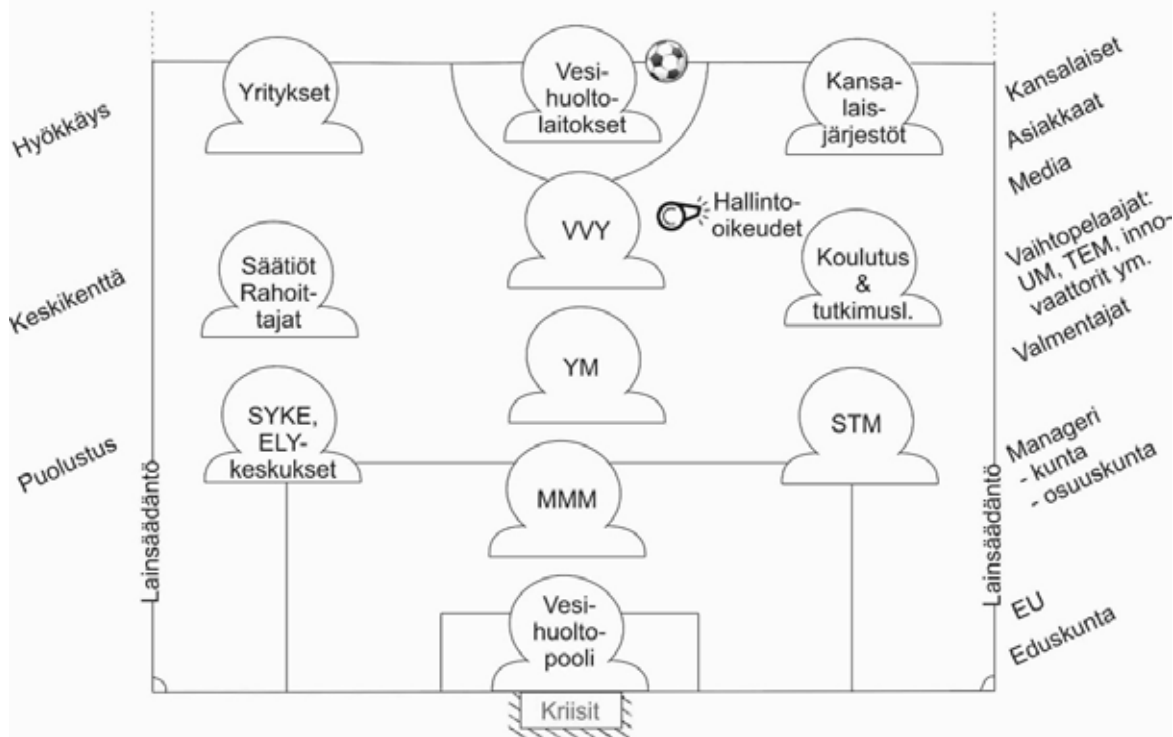 Hyökkäys
Keskikenttä
Puolustus
Lainsäädäntö
Yritykset
Vesi-
huolto-
laitokset
Kansa-
lais-
järjestöt
VVY
Hallinto-
oikeudet
Säätiöt
Rahoit-
tajat
Koulutus
&
tutkimusl.
YM
SYKE,
ELY-
keskukset
STM
MMM
Vesi-
huolto-
pooli
Kriisit
Lainsäädäntö
Kansalaiset
Asiakkaat
Media
Vaihtopelaajat:
UM, TEM, inno-
vaattorit ym.
Valmentajat
Manageri
- kunta
- osuuskunta
EU
Eduskunta